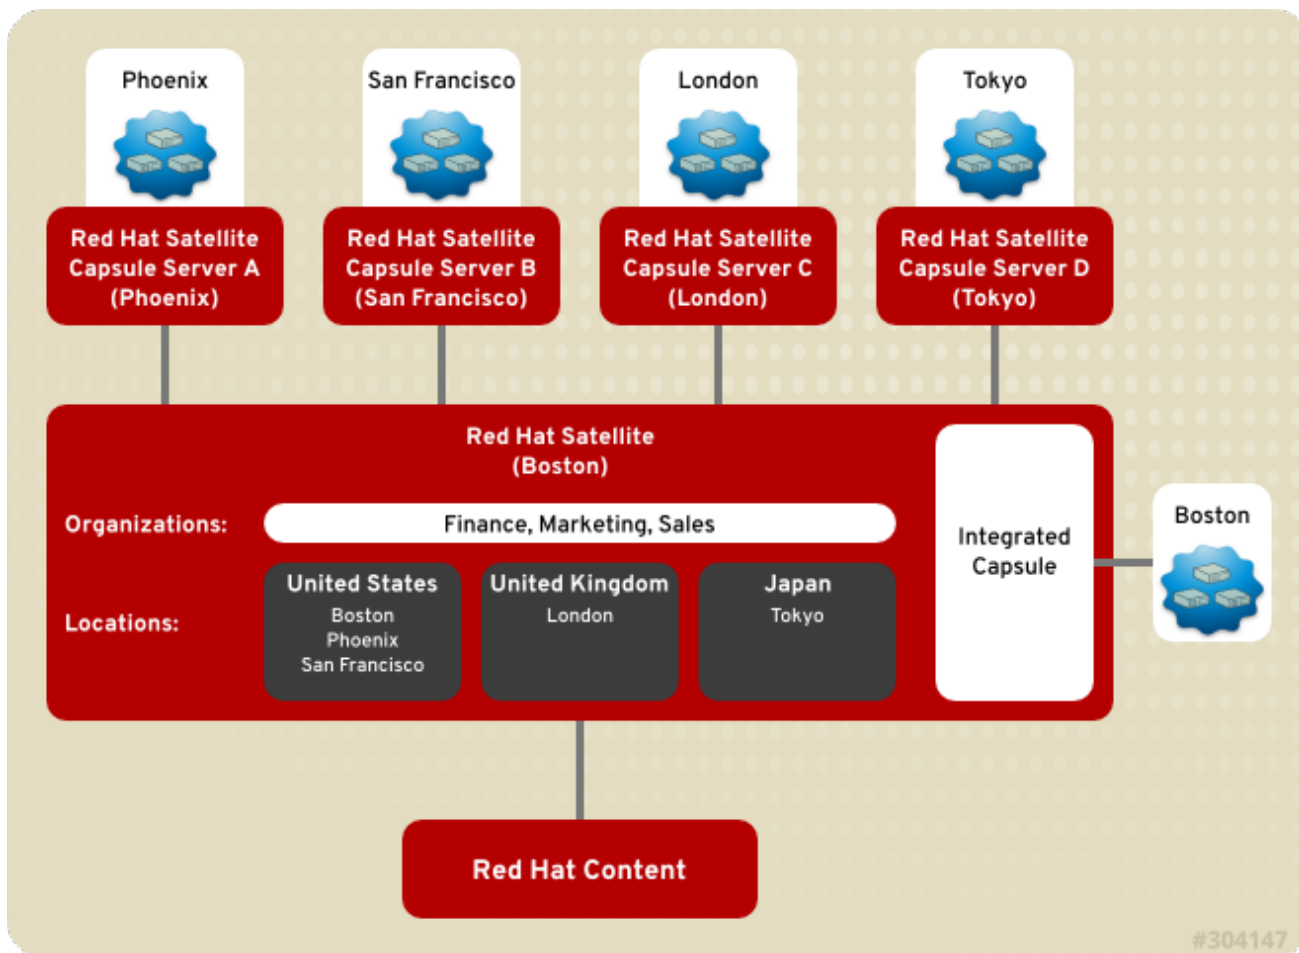 Phoenix
San Francisco
London
Tokyo
Red Hat Satellite
Capsule Server A
(Phoenix)
Red Hat Satellite
Capsule Server B
(San Francisco)
Red Hat Satellite
Capsule Server C
(London)
Red Hat Satellite
Capsule Server D
(Tokyo)
Red Hat Satellite
(Boston)
Organizations:
Finance, Marketing, Sales
Locations:
United States
Boston
Phoenix
San Francisco
United Kingdom
London
Japan
Tokyo
Integrated
Capsule
Boston
Red Hat Content
#304147